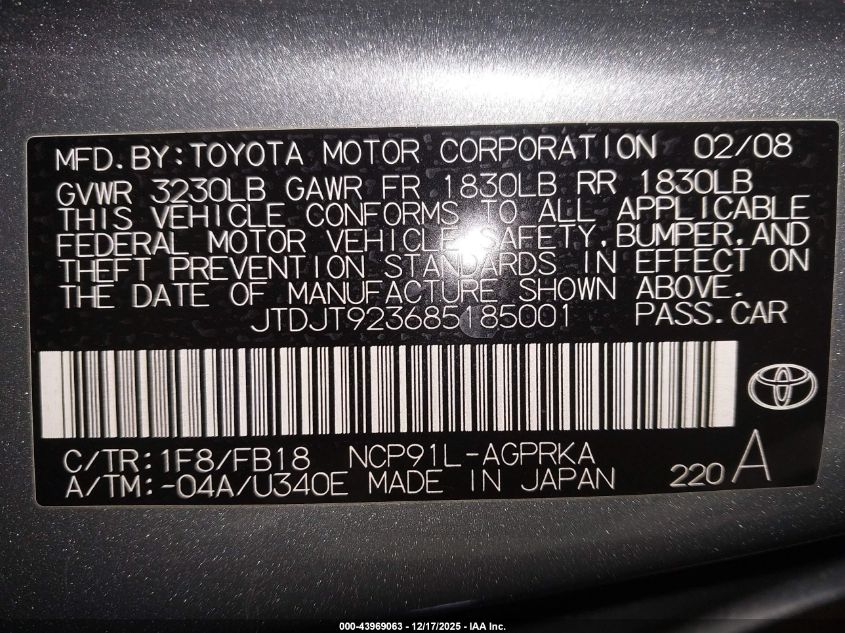 MFD.BY:TOYOTA MOTOR CORPORATION 02/08
GVWR 3230LB GAWR FR 1830LB RR 1830LB
THIS VEHICLE CONFORMS TO ALL APPLICABLE
FEDERAL MOTOR VEHICLE SAFETY,BUMPER,AND
THEFT PREVENTION STANDARDS IN EFFECT ON
THE DATE OF MANUFACTURE SHOWN ABOVE.
JTDJT923685185001 PASS.CAR
C/TR:1F8/FB18 NCP91L-AGPRKA
A/TM:-04A/U340E MADE IN JAPAN 220A
000-43969063 - 12/17/2025 - IAA Inc.